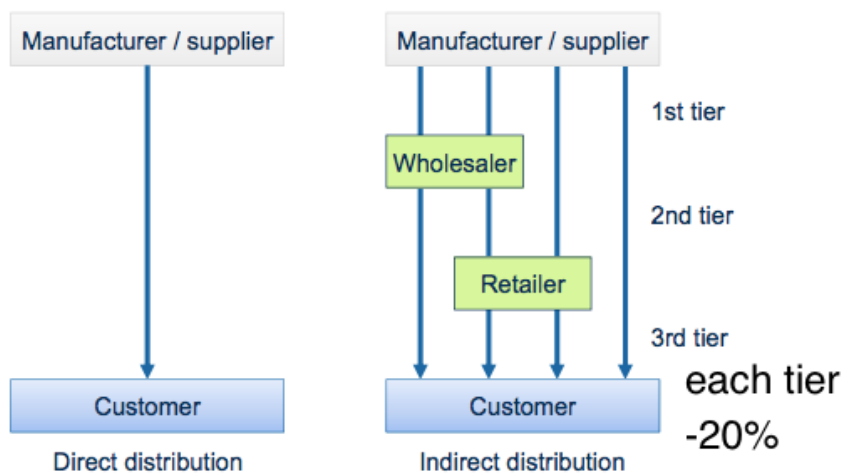 Manufacturer / supplier
Customer
Direct distribution
Manufacturer / supplier
1st tier
Wholesaler
2nd tier
Retailer
3rd tier
Customer
Indirect distribution
each tier
-20%